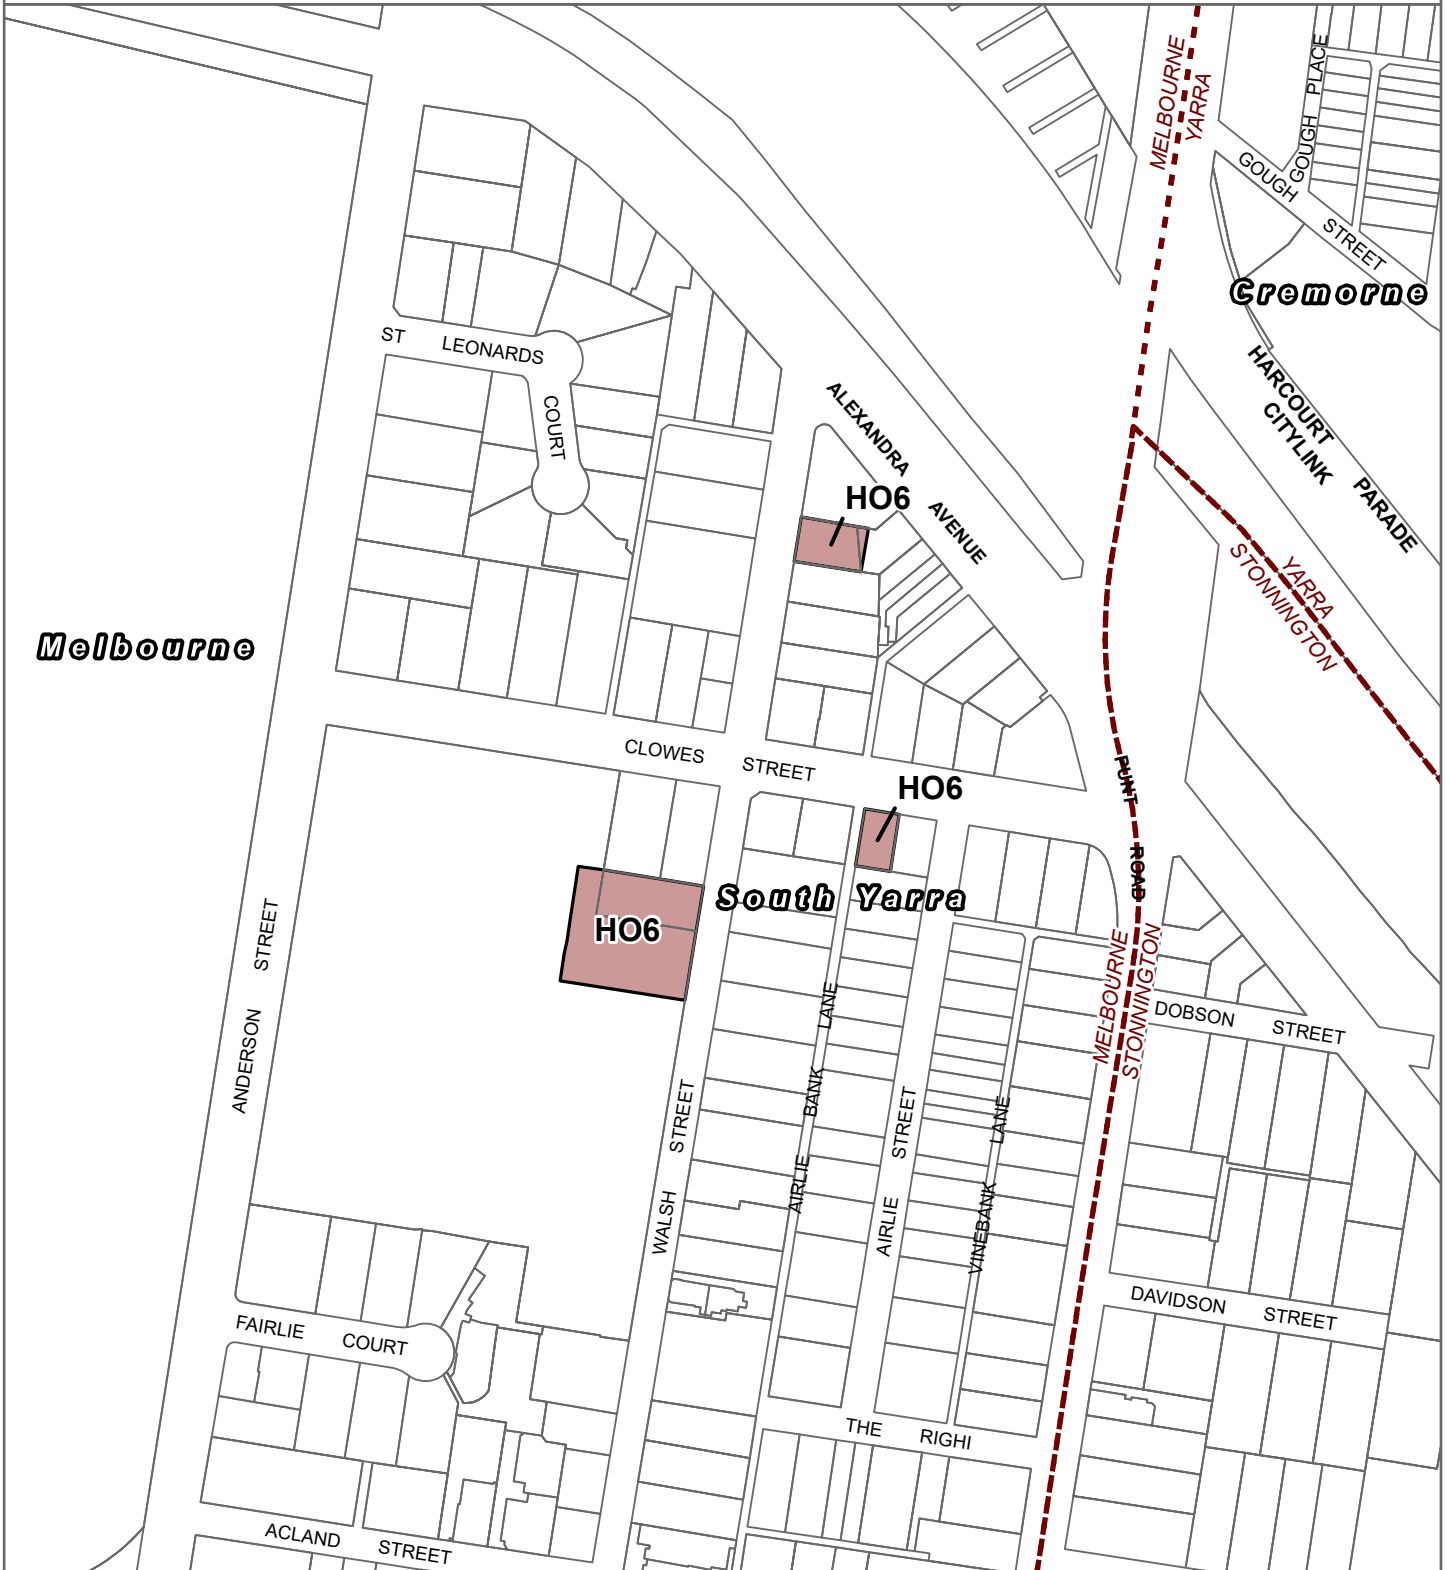 MELBOURNE
YARRA
GOUGH PLACE
GOUGH STREET
Cremorne
ST LEONARDS
COURT
HARCOURT PARADE
CITYLINK
ALEXANDRA AVENUE
HO6
YARRA
STONNINGTON
Melbourne
CLOWES STREET
PUNT ROAD
HO6
South Yarra
HO6
ANDERSON STREET
MELBOURNE
STONNINGTON
DOBSON STREET
AIRLIE BANK LANE
WALSH STREET
AIRLIE STREET
VINEBANK LANE
DAVIDSON STREET
FAIRLIE COURT
THE RIGHI
ACLAND STREET